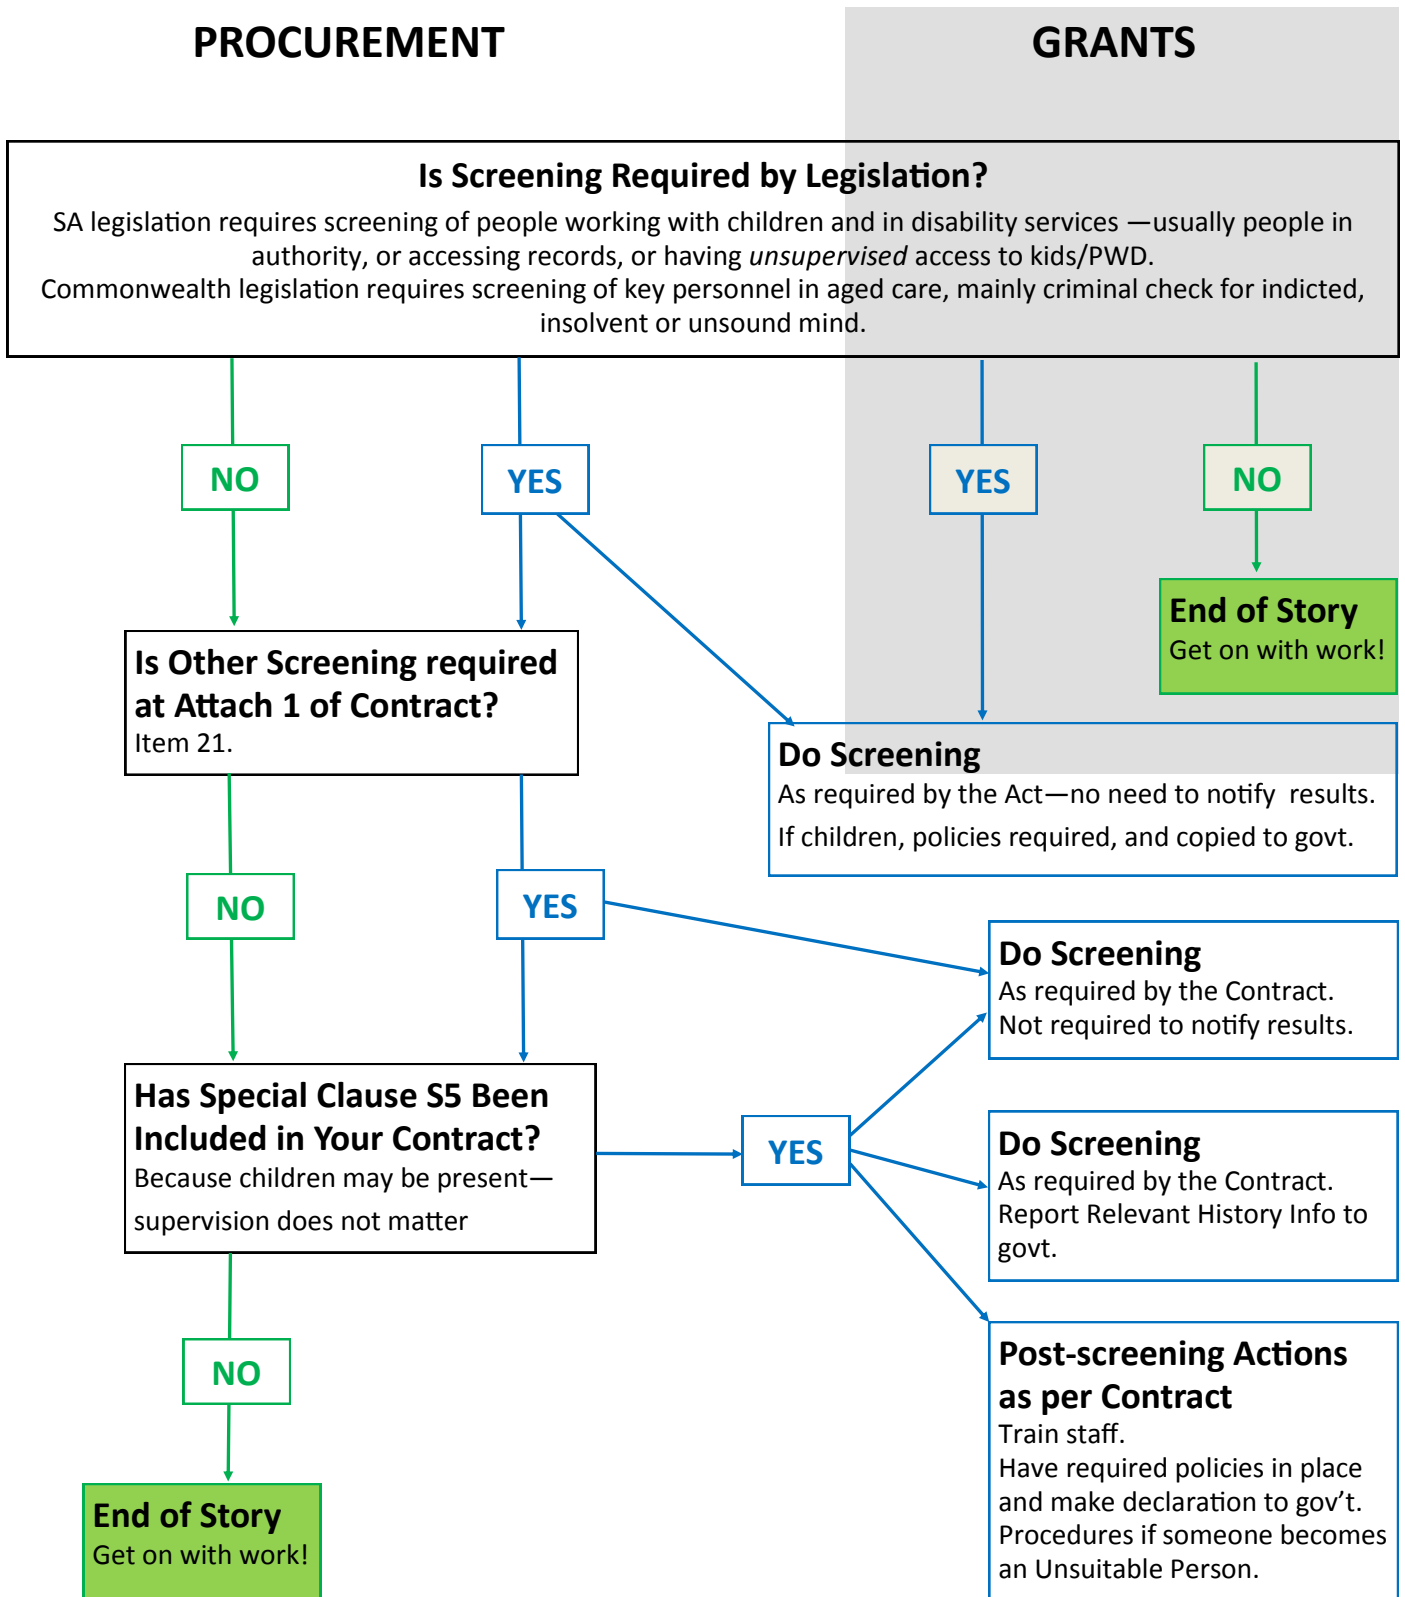 PROCUREMENT
GRANTS
Is Screening Required by Legislation?
SA legislation requires screening of people working with children and in disability services —usually people in
authority, or accessing records, or having unsupervised access to kids/PWD.
Commonwealth legislation requires screening of key personnel in aged care, mainly criminal check for indicted,
insolvent or unsound mind.
NO
YES
YES
NO
End of Story
Get on with work!
Is Other Screening required
at Attach 1 of Contract?
Item 21.
Do Screening
As required by the Act—no need to notify results.
If children, policies required, and copied to govt.
NO
YES
Do Screening
As required by the Contract.
Not required to notify results.
Has Special Clause S5 Been
Included in Your Contract?
Because children may be present—
supervision does not matter
YES
Do Screening
As required by the Contract.
Report Relevant History Info to
govt.
NO
Post-screening Actions
as per Contract
Train staff.
Have required policies in place
and make declaration to gov’t.
Procedures if someone becomes
an Unsuitable Person.
End of Story
Get on with work!